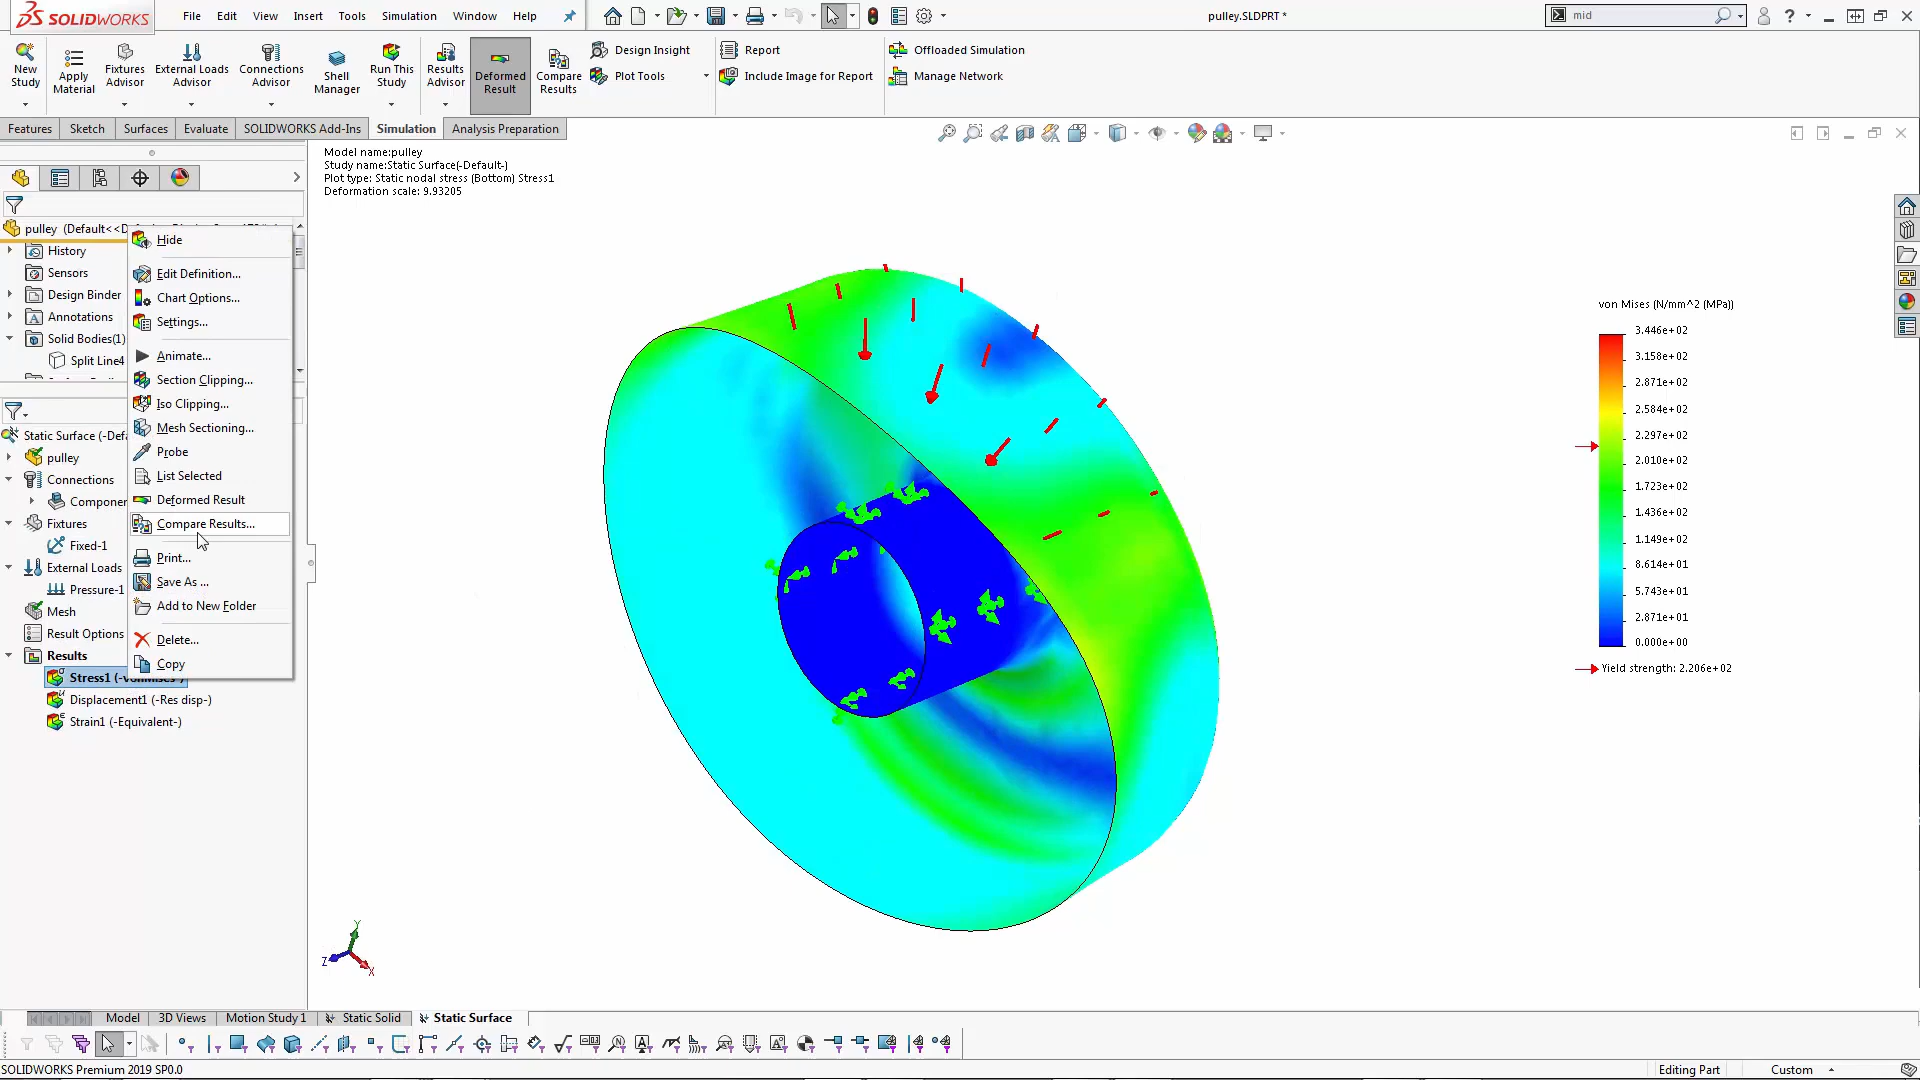 SOLIDWORKS
File Edit View Insert Tools Simulation Window Help
pulley.SLDPRT *
mid
New Study
Apply Material
Fixtures Advisor
External Loads Advisor
Connections Advisor
Shell Manager
Run This Study
Results Advisor
Deformed Result
Compare Results
Design Insight
Plot Tools
Report
Include Image for Report
Offloaded Simulation
Manage Network
Features Sketch Surfaces Evaluate SOLIDWORKS Add-Ins Simulation Analysis Preparation
Model name:pulley
Study name:Static Surface(-Default-)
Plot type: Static nodal stress (Bottom) Stress1
Deformation scale: 9.93205
pulley (Default<<D
History
Sensors
Design Binder
Annotations
Solid Bodies(1)
Split Line4
Static Surface (-Def
pulley
Connections
Componen
Fixtures
Fixed-1
External Loads
Pressure-1
Mesh
Result Options
Results
Stress1 (-vonMises-)
Displacement1 (-Res disp-)
Strain1 (-Equivalent-)
Hide
Edit Definition...
Chart Options...
Settings...
Animate...
Section Clipping...
Iso Clipping...
Mesh Sectioning...
Probe
List Selected
Deformed Result
Compare Results...
Print...
Save As ...
Add to New Folder
Delete...
Copy
von Mises (N/mm^2 (MPa))
3.446e+02
3.158e+02
2.871e+02
2.584e+02
2.297e+02
2.010e+02
1.723e+02
1.436e+02
1.149e+02
8.614e+01
5.743e+01
2.871e+01
0.000e+00
Yield strength: 2.206e+02
Y
Z
X
Model 3D Views Motion Study 1 Static Solid Static Surface
SOLIDWORKS Premium 2019 SP0.0
Editing Part Custom